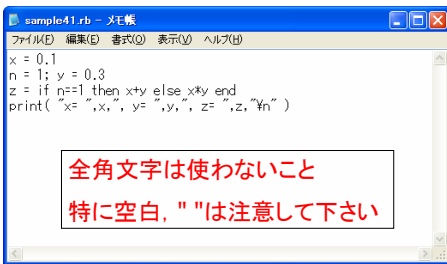 sample41.rb - メモ帳
ファイル(F) 編集(E) 書式(O) 表示(V) ヘルプ(H)
x = 0.1
n = 1; y = 0.3
z = if n==1 then x+y else x*y end
print( "x= ",x,", y= ",y,", z= ",z,"¥n" )
全角文字は使わないこと
特に空白, " "は注意して下さい